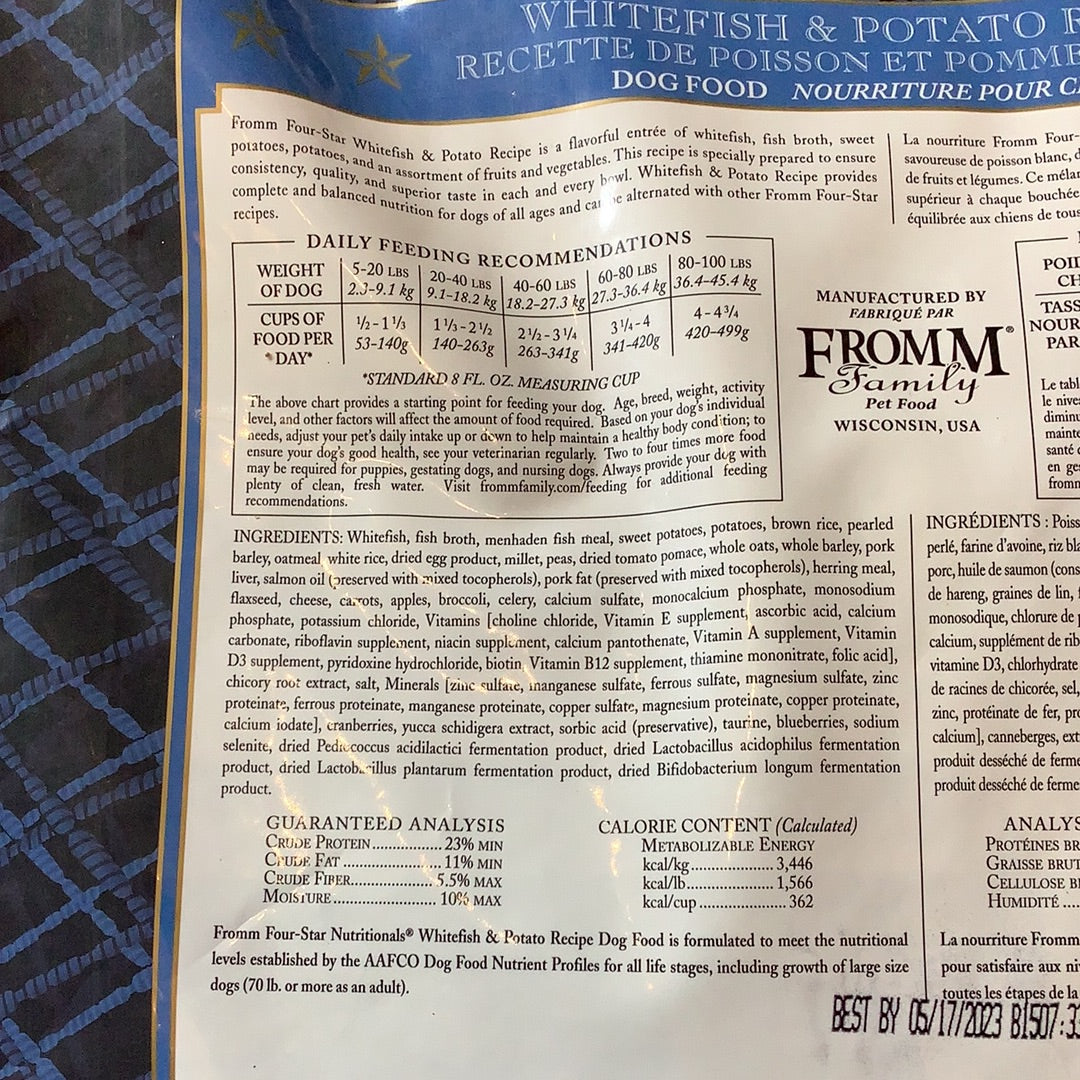 WHITEFISH & POTATO
RECETTE DE POISSON ET POMME
DOG FOOD NOURRITURE POUR
Fromm Four-Star Whitefish & Potato Recipe is a flavorful entrée of whitefish, fish broth, sweet
potatoes, potatoes, and an assortment of fruits and vegetables. This recipe is specially prepared to ensure
consistency, quality, and superior taste in each and every bowl. Whitefish & Potato Recipe provides
complete and balanced nutrition for dogs of all ages and can be alternated with other Fromm Four-Star
recipes.
DAILY FEEDING RECOMMENDATIONS
WEIGHT OF DOG
5-20 LBS 2.3-9.1 kg
20-40 LBS 9.1-18.2 kg
40-60 LBS 18.2-27.3 kg
60-80 LBS 27.3-36.4 kg
80-100 LBS 36.4-45.4 kg
CUPS OF FOOD PER DAY*
½-1⅓ 53-140g
1⅓-2½ 140-263g
2½-3¼ 263-341g
3¼-4 341-420g
4-4¾ 420-499g
*STANDARD 8 FL. OZ. MEASURING CUP
The above chart provides a starting point for feeding your dog. Age, breed, weight, activity
level, and other factors will affect the amount of food required. Based on your dog's individual
needs, adjust your pet's daily intake up or down to help maintain a healthy body condition; to
ensure your dog's good health, see your veterinarian regularly. Two to four times more food
may be required for puppies, gestating dogs, and nursing dogs. Always provide your dog with
plenty of clean, fresh water. Visit frommfamily.com/feeding for additional feeding
recommendations.
MANUFACTURED BY
FABRIQUÉ PAR
FROMM®
Family
Pet Food
WISCONSIN, USA
INGREDIENTS: Whitefish, fish broth, menhaden fish meal, sweet potatoes, potatoes, brown rice, pearled
barley, oatmeal, white rice, dried egg product, millet, peas, dried tomato pomace, whole oats, whole barley, pork
liver, salmon oil (preserved with mixed tocopherols), pork fat (preserved with mixed tocopherols), herring meal,
flaxseed, cheese, carrots, apples, broccoli, celery, calcium sulfate, monocalcium phosphate, monosodium
phosphate, potassium chloride, Vitamins [choline chloride, Vitamin E supplement, ascorbic acid, calcium
carbonate, riboflavin supplement, niacin supplement, calcium pantothenate, Vitamin A supplement, Vitamin
D3 supplement, pyridoxine hydrochloride, biotin, Vitamin B12 supplement, thiamine mononitrate, folic acid],
chicory root extract, salt, Minerals [zinc sulfate, manganese sulfate, ferrous sulfate, magnesium sulfate, zinc
proteinate, ferrous proteinate, manganese proteinate, copper sulfate, magnesium proteinate, copper proteinate,
calcium iodate], cranberries, yucca schidigera extract, sorbic acid (preservative), taurine, blueberries, sodium
selenite, dried Pediococcus acidilactici fermentation product, dried Lactobacillus acidophilus fermentation
product, dried Lactobacillus plantarum fermentation product, dried Bifidobacterium longum fermentation
product.
GUARANTEED ANALYSIS
CRUDE PROTEIN ................ 23% MIN
CRUDE FAT ....................... 11% MIN
CRUDE FIBER .................... 5.5% MAX
MOISTURE ......................... 10% MAX
CALORIE CONTENT (Calculated)
METABOLIZABLE ENERGY
kcal/kg ................... 3,446
kcal/lb .................... 1,566
kcal/cup .................... 362
Fromm Four-Star Nutritionals® Whitefish & Potato Recipe Dog Food is formulated to meet the nutritional
levels established by the AAFCO Dog Food Nutrient Profiles for all life stages, including growth of large size
dogs (70 lb. or more as an adult).
La nourriture Fromm Four-
savoureuse de poisson blanc,
de fruits et légumes. Ce
supérieur à chaque bouchée
équilibrée aux chiens de
POI
CH
TASS
NOUR
PAR
Le
le
en
INGRÉDIENTS : Poiss
perlé, farine d'avoine, riz
porc, huile de saumon (cons
de hareng, graines de lin,
monosodique, chlorure de
calcium, supplément de rib
vitamine D3, chlorhydrate
de racines de chicorée, sel,
zinc, protéinate de fer,
calcium], canneberges,
produit desséché de
produit desséché de
ANALYS
PROTÉINES BR
GRAISSE BRUT
CELLULOSE
HUMIDITÉ ....
La nourriture Fromm
pour satisfaire aux
toutes les étapes de la
BEST BY 05/17/2023 B1507:3